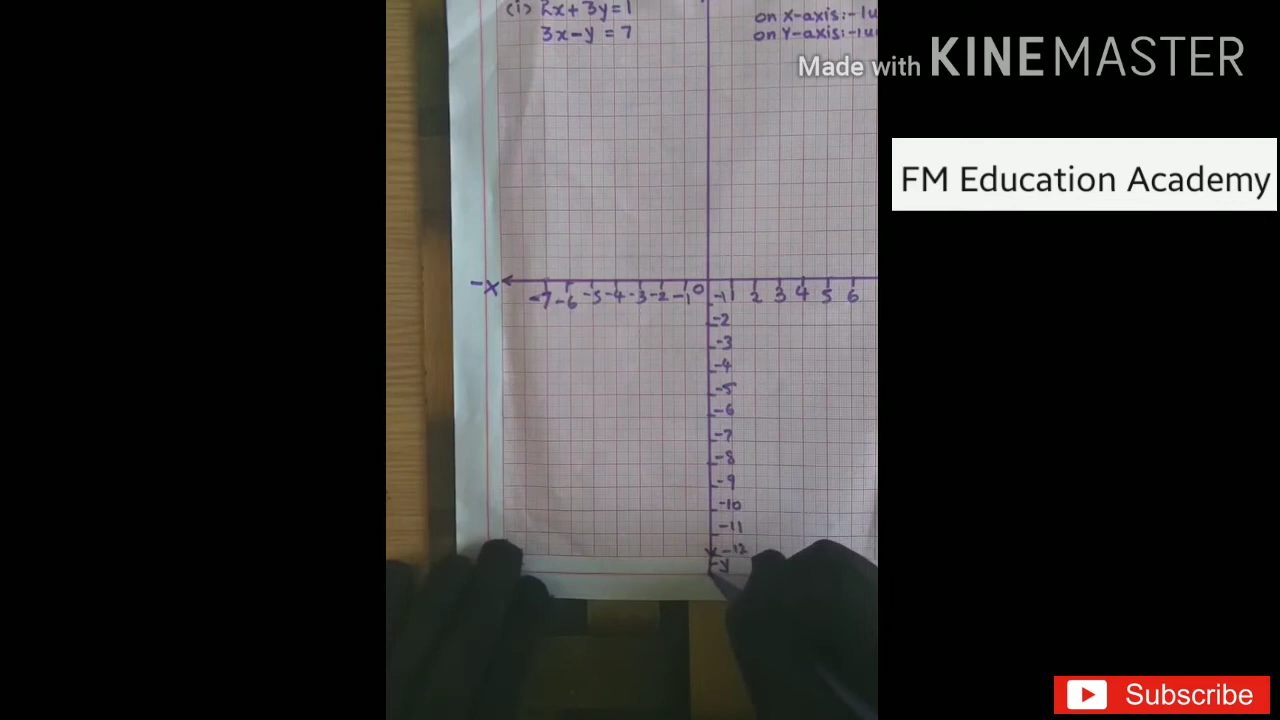 (i) 2x+3y=1
3x-y = 7
on X-axis:-1u
on Y-axis:-1u
Made with KINEMASTER
FM Education Academy
-X
-7 -6 -5 -4 -3 -2 -1 0 -1 1 2 3 4 5 6
-2
-3
-4
-5
-6
-7
-8
-9
-10
-11
-12
-y
Subscribe